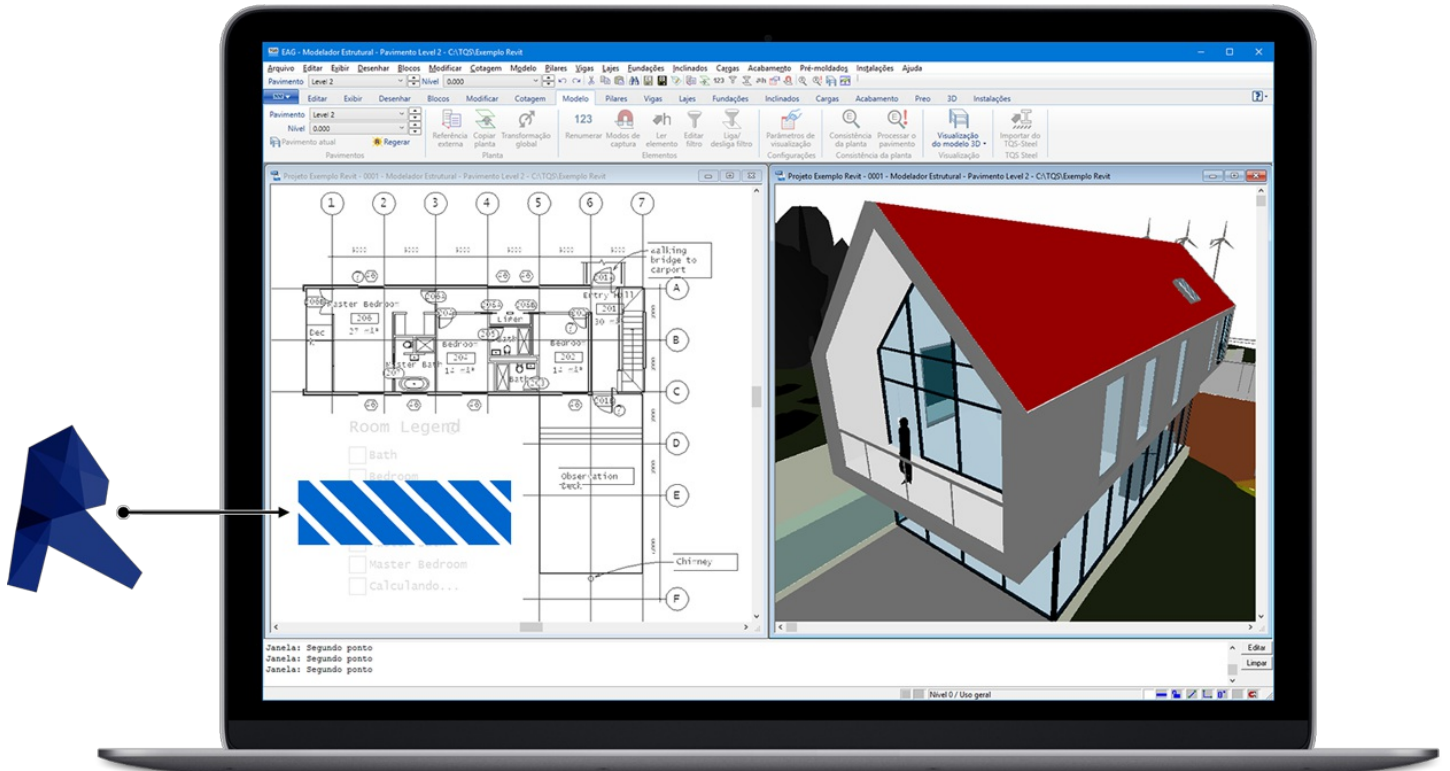 EAG - Modelador Estrutural - Pavimento Level 2 - C:\TQS\Exemplo Revit
Arquivo Editar Exibir Desenhar Blocos Modificar Cotagem Modelo Pilares Vigas Lajes Fundações Inclinados Cargas Acabamento Pré-moldados Instalações Ajuda
Pavimento Level 2 Nível 0.000
Editar Exibir Desenhar Blocos Modificar Cotagem Modelo Pilares Vigas Lajes Fundações Inclinados Cargas Acabamento Preo 3D Instalações
Pavimento Level 2
Nível 0.000
Pavimento atual Regerar
Pavimentos
Referência externa
Copiar planta
Transformação global
Planta
123
Renumerar
Modos de captura
Ler elemento
Editar filtro
Liga/ desliga filtro
Elementos
Parâmetros de visualização
Configurações
Consistência da planta
Processar o pavimento
Consistência da planta
Visualização do modelo 3D
Visualização
Importar do TQS-Steel
TQS Steel
Projeto Exemplo Revit - 0001 - Modelador Estrutural - Pavimento Level 2 - C:\TQS\Exemplo Revit
Projeto Exemplo Revit - 0001 - Modelador Estrutural - Pavimento Level 2 - C:\TQS\Exemplo Revit
1 2 3 4 5 6 7
walking
bridge to
carport
A
Entry Hall
201
Master Bedroom
206
B
Bedroom
204
Bedroom
202
Master Bath
Bath
C
Room Legend
D
Bath
Bedroom
Observation
Deck
E
Master Bedroom
Calculando...
Chimney
F
Janela: Segundo ponto
Janela: Segundo ponto
Janela: Segundo ponto
Editar
Limpar
Nível 0 / Uso geral